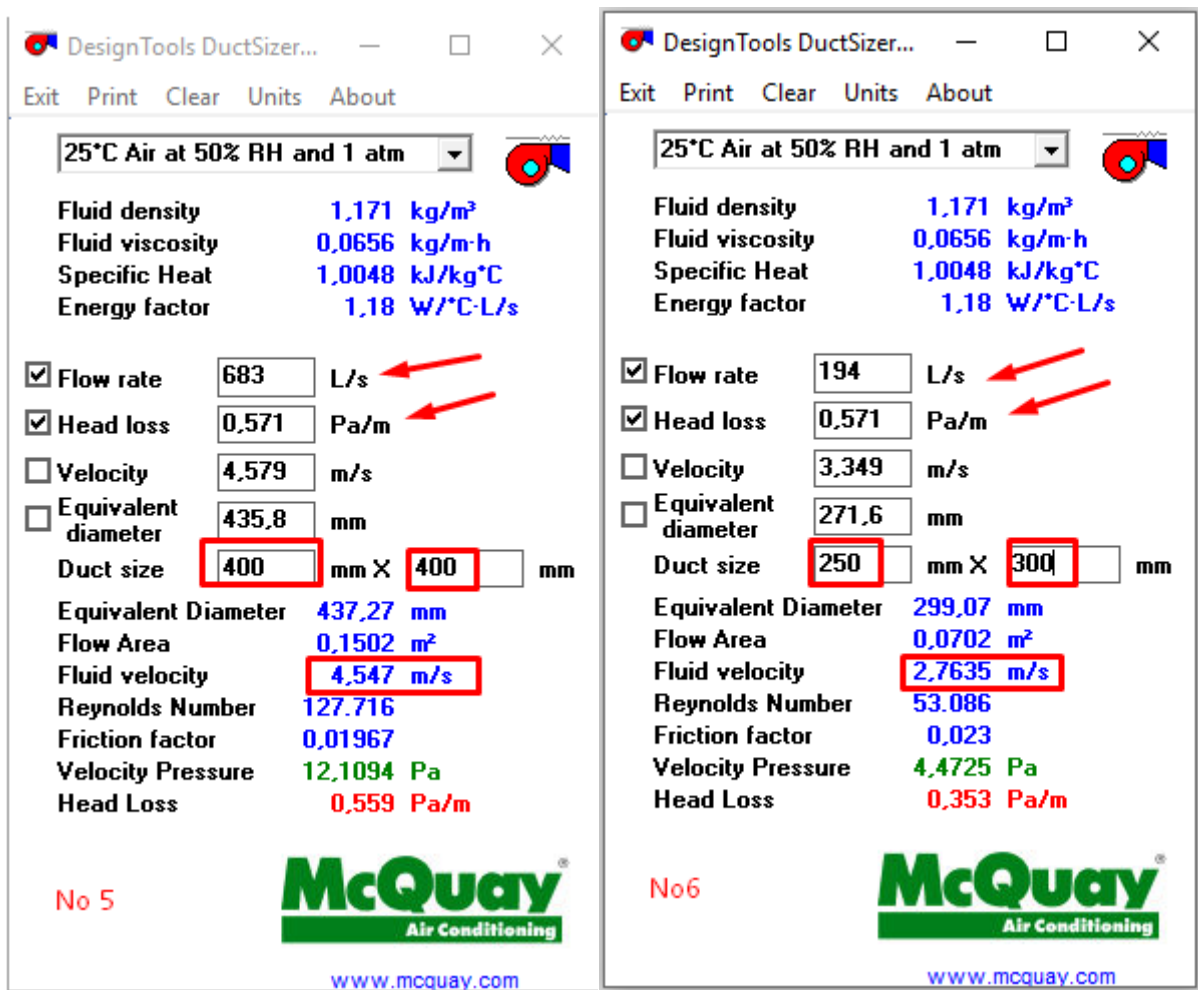 DesignTools DuctSizer...
Exit Print Clear Units About
25°C Air at 50% RH and 1 atm
Fluid density 1,171 kg/m³
Fluid viscosity 0,0656 kg/m·h
Specific Heat 1,0048 kJ/kg°C
Energy factor 1,18 W/°C·L/s
Flow rate 683 L/s
Head loss 0,571 Pa/m
Velocity 4,579 m/s
Equivalent
diameter 435,8 mm
Duct size 400 mm X 400 mm
Equivalent Diameter 437,27 mm
Flow Area 0,1502 m²
Fluid velocity 4,547 m/s
Reynolds Number 127.716
Friction factor 0,01967
Velocity Pressure 12,1094 Pa
Head Loss 0,559 Pa/m
No 5
McQuay®
Air Conditioning
www.mcquay.com
DesignTools DuctSizer...
Exit Print Clear Units About
25°C Air at 50% RH and 1 atm
Fluid density 1,171 kg/m³
Fluid viscosity 0,0656 kg/m·h
Specific Heat 1,0048 kJ/kg°C
Energy factor 1,18 W/°C·L/s
Flow rate 194 L/s
Head loss 0,571 Pa/m
Velocity 3,349 m/s
Equivalent
diameter 271,6 mm
Duct size 250 mm X 300 mm
Equivalent Diameter 299,07 mm
Flow Area 0,0702 m²
Fluid velocity 2,7635 m/s
Reynolds Number 53.086
Friction factor 0,023
Velocity Pressure 4,4725 Pa
Head Loss 0,353 Pa/m
No6
McQuay®
Air Conditioning
www.mcquay.com